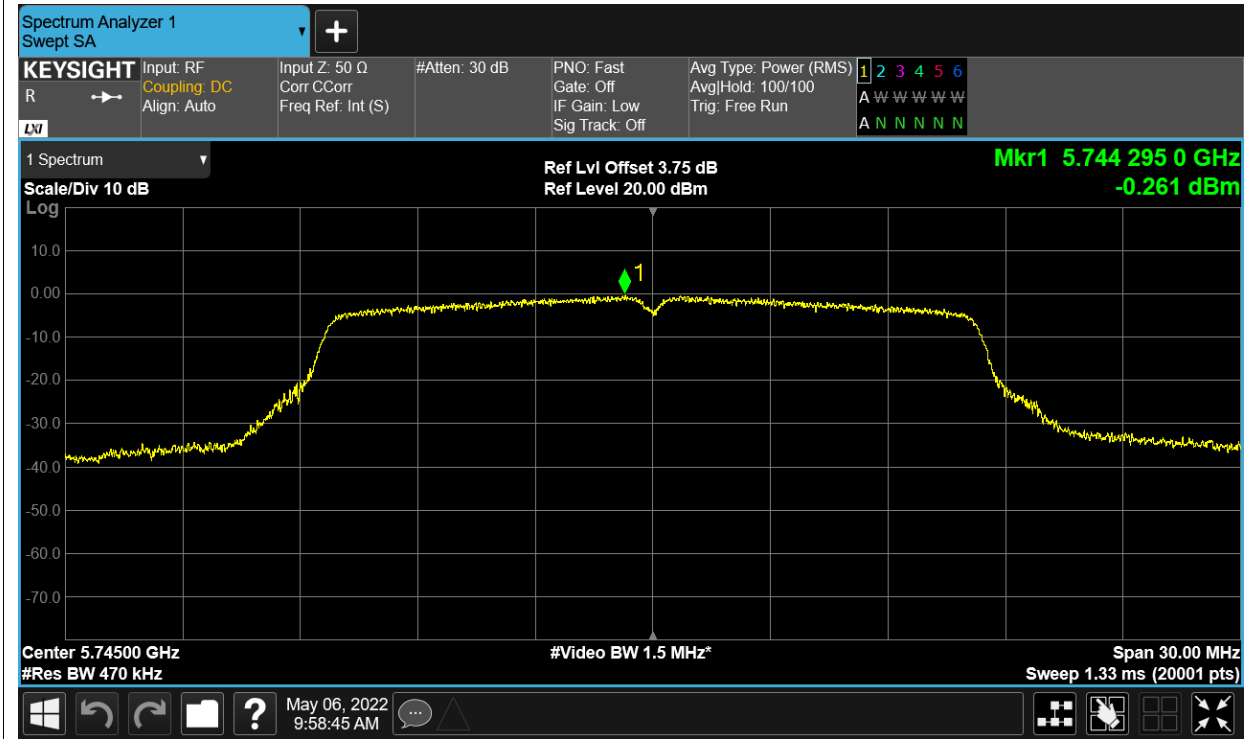 Spectrum Analyzer 1
Swept SA
KEYSIGHT
R
LXI
Input: RF
Coupling: DC
Align: Auto
Input Z: 50 Ω
Corr CCorr
Freq Ref: Int (S)
#Atten: 30 dB
PNO: Fast
Gate: Off
IF Gain: Low
Sig Track: Off
Avg Type: Power (RMS)
Avg|Hold: 100/100
Trig: Free Run
1 2 3 4 5 6
A W W W W W
A N N N N N
1 Spectrum
Scale/Div 10 dB
Log
Ref Lvl Offset 3.75 dB
Ref Level 20.00 dBm
Mkr1 5.744 295 0 GHz
-0.261 dBm
1
10.0
0.00
-10.0
-20.0
-30.0
-40.0
-50.0
-60.0
-70.0
Center 5.74500 GHz
#Res BW 470 kHz
#Video BW 1.5 MHz*
Span 30.00 MHz
Sweep 1.33 ms (20001 pts)
?
May 06, 2022
9:58:45 AM